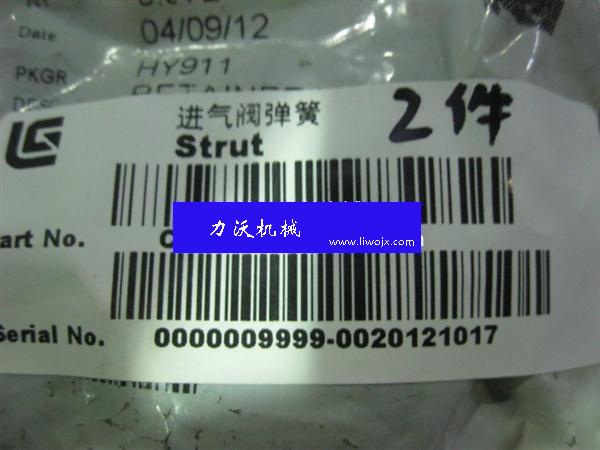 Date 04/09/12
PKGR HY911
进气阀弹簧
2件
Strut
力沃机械
www.liwojx.com
art No. C
Serial No. 0000009999-0020121017